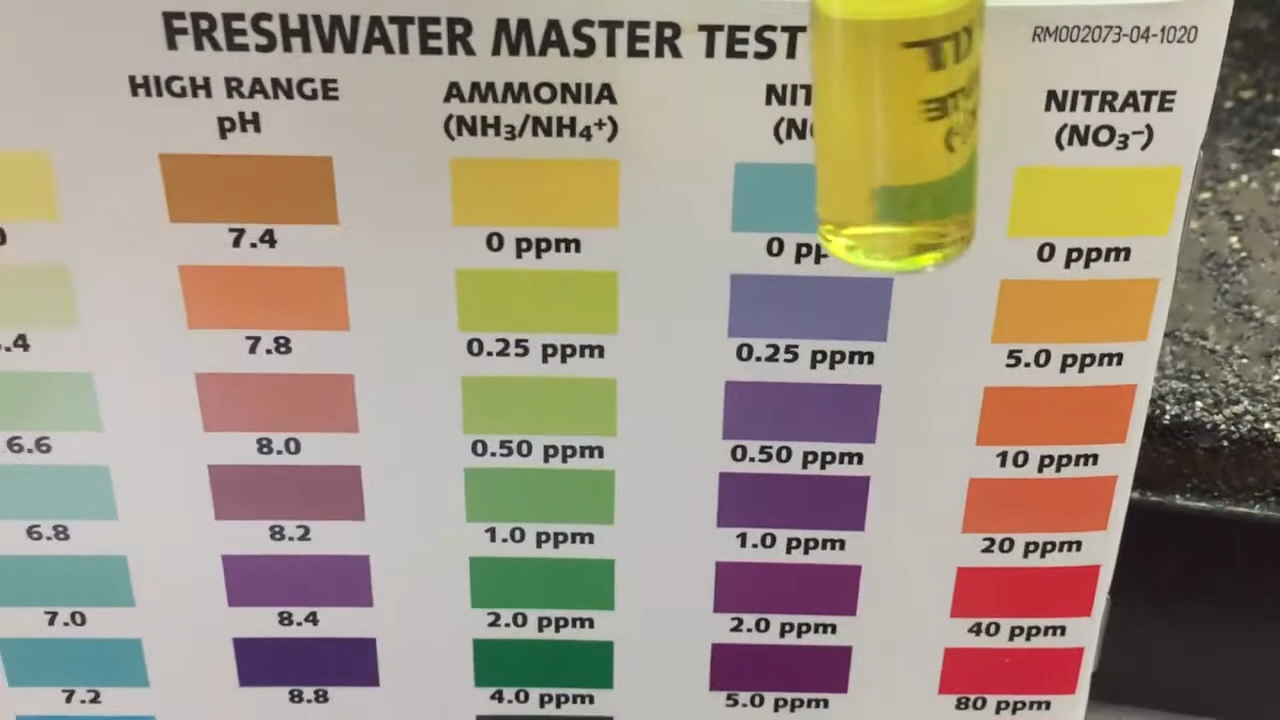 FRESHWATER MASTER TEST
RM002073-04-1020
HIGH RANGE
pH
AMMONIA
(NH₃/NH₄⁺)
NIT
(N
NITRATE
(NO₃⁻)
7.4
0 ppm
0 pp
0 ppm
.4
7.8
0.25 ppm
0.25 ppm
5.0 ppm
6.6
8.0
0.50 ppm
0.50 ppm
10 ppm
6.8
8.2
1.0 ppm
1.0 ppm
20 ppm
7.0
8.4
2.0 ppm
2.0 ppm
40 ppm
7.2
8.8
4.0 ppm
5.0 ppm
80 ppm